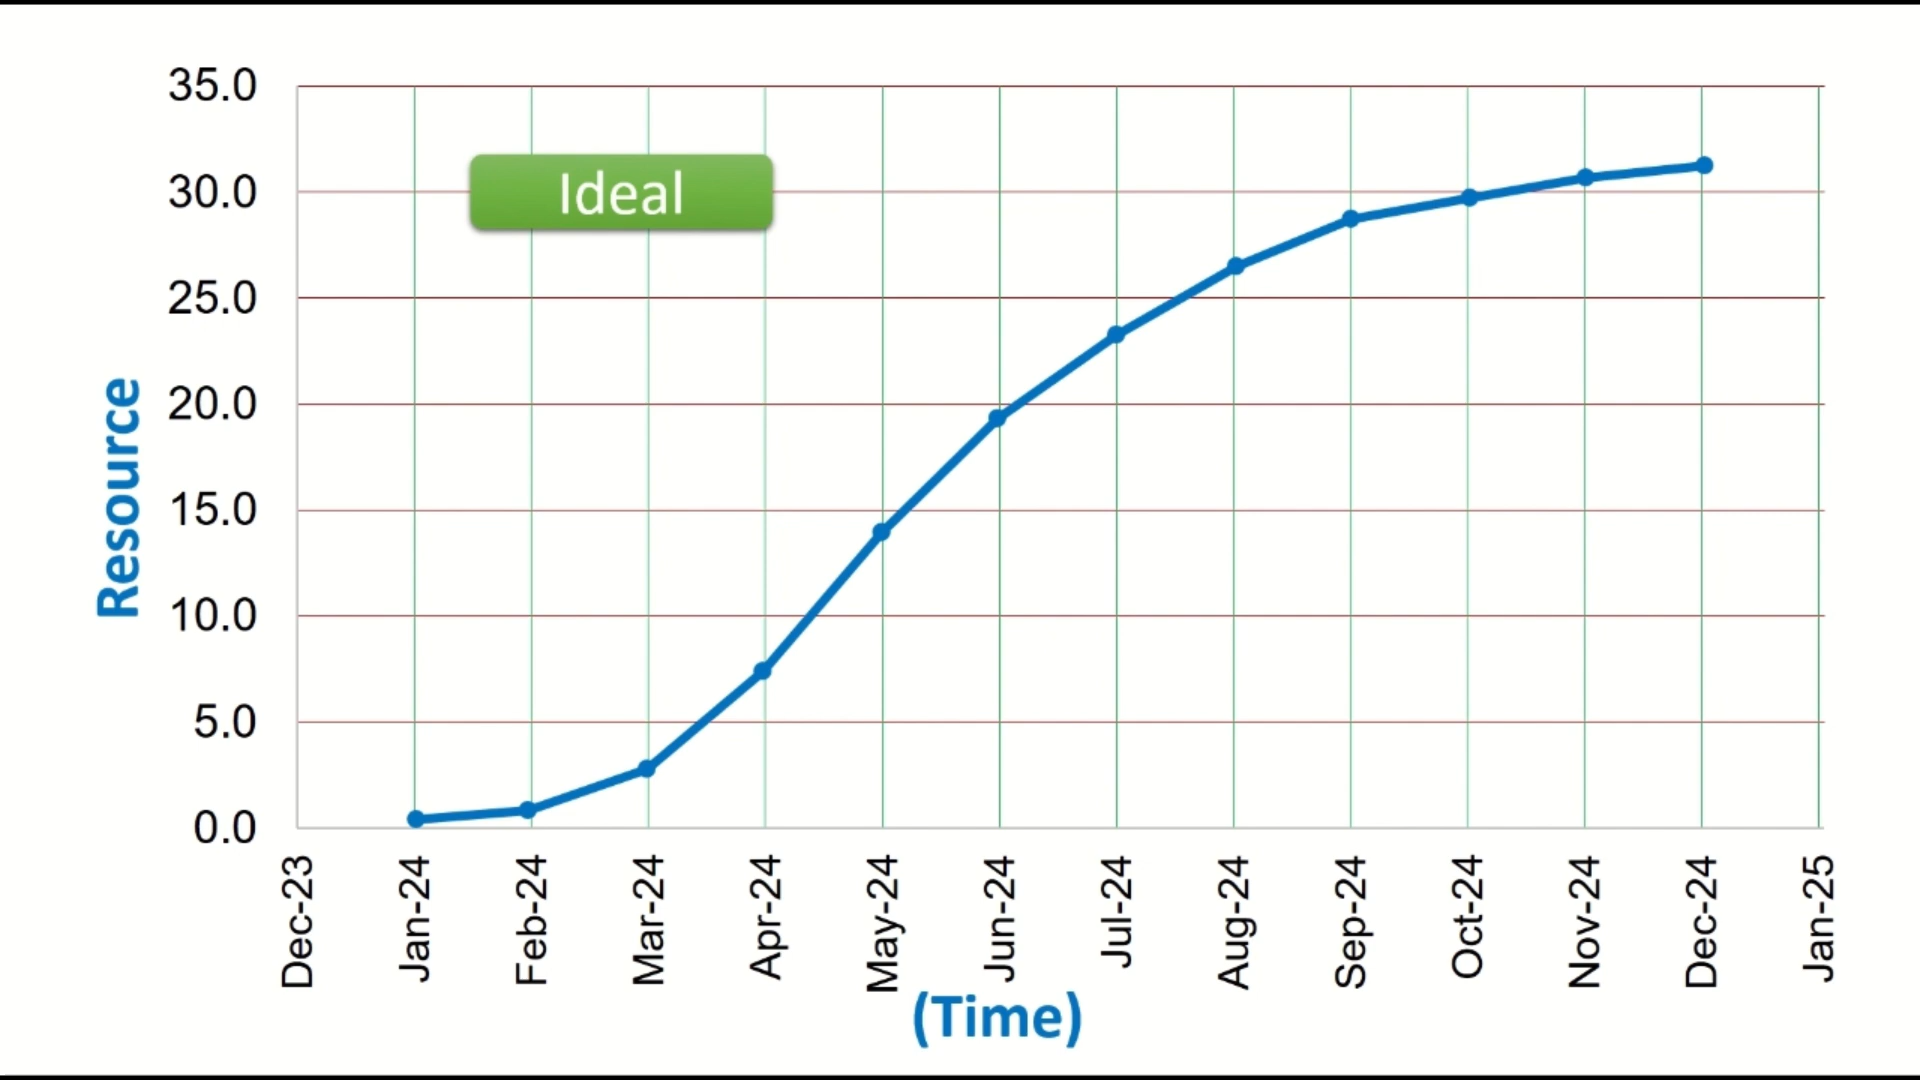 35.0
Ideal
30.0
25.0
20.0
15.0
10.0
5.0
0.0
Resource
Dec-23
Jan-24
Feb-24
Mar-24
Apr-24
May-24
Jun-24
Jul-24
Aug-24
Sep-24
Oct-24
Nov-24
Dec-24
Jan-25
(Time)